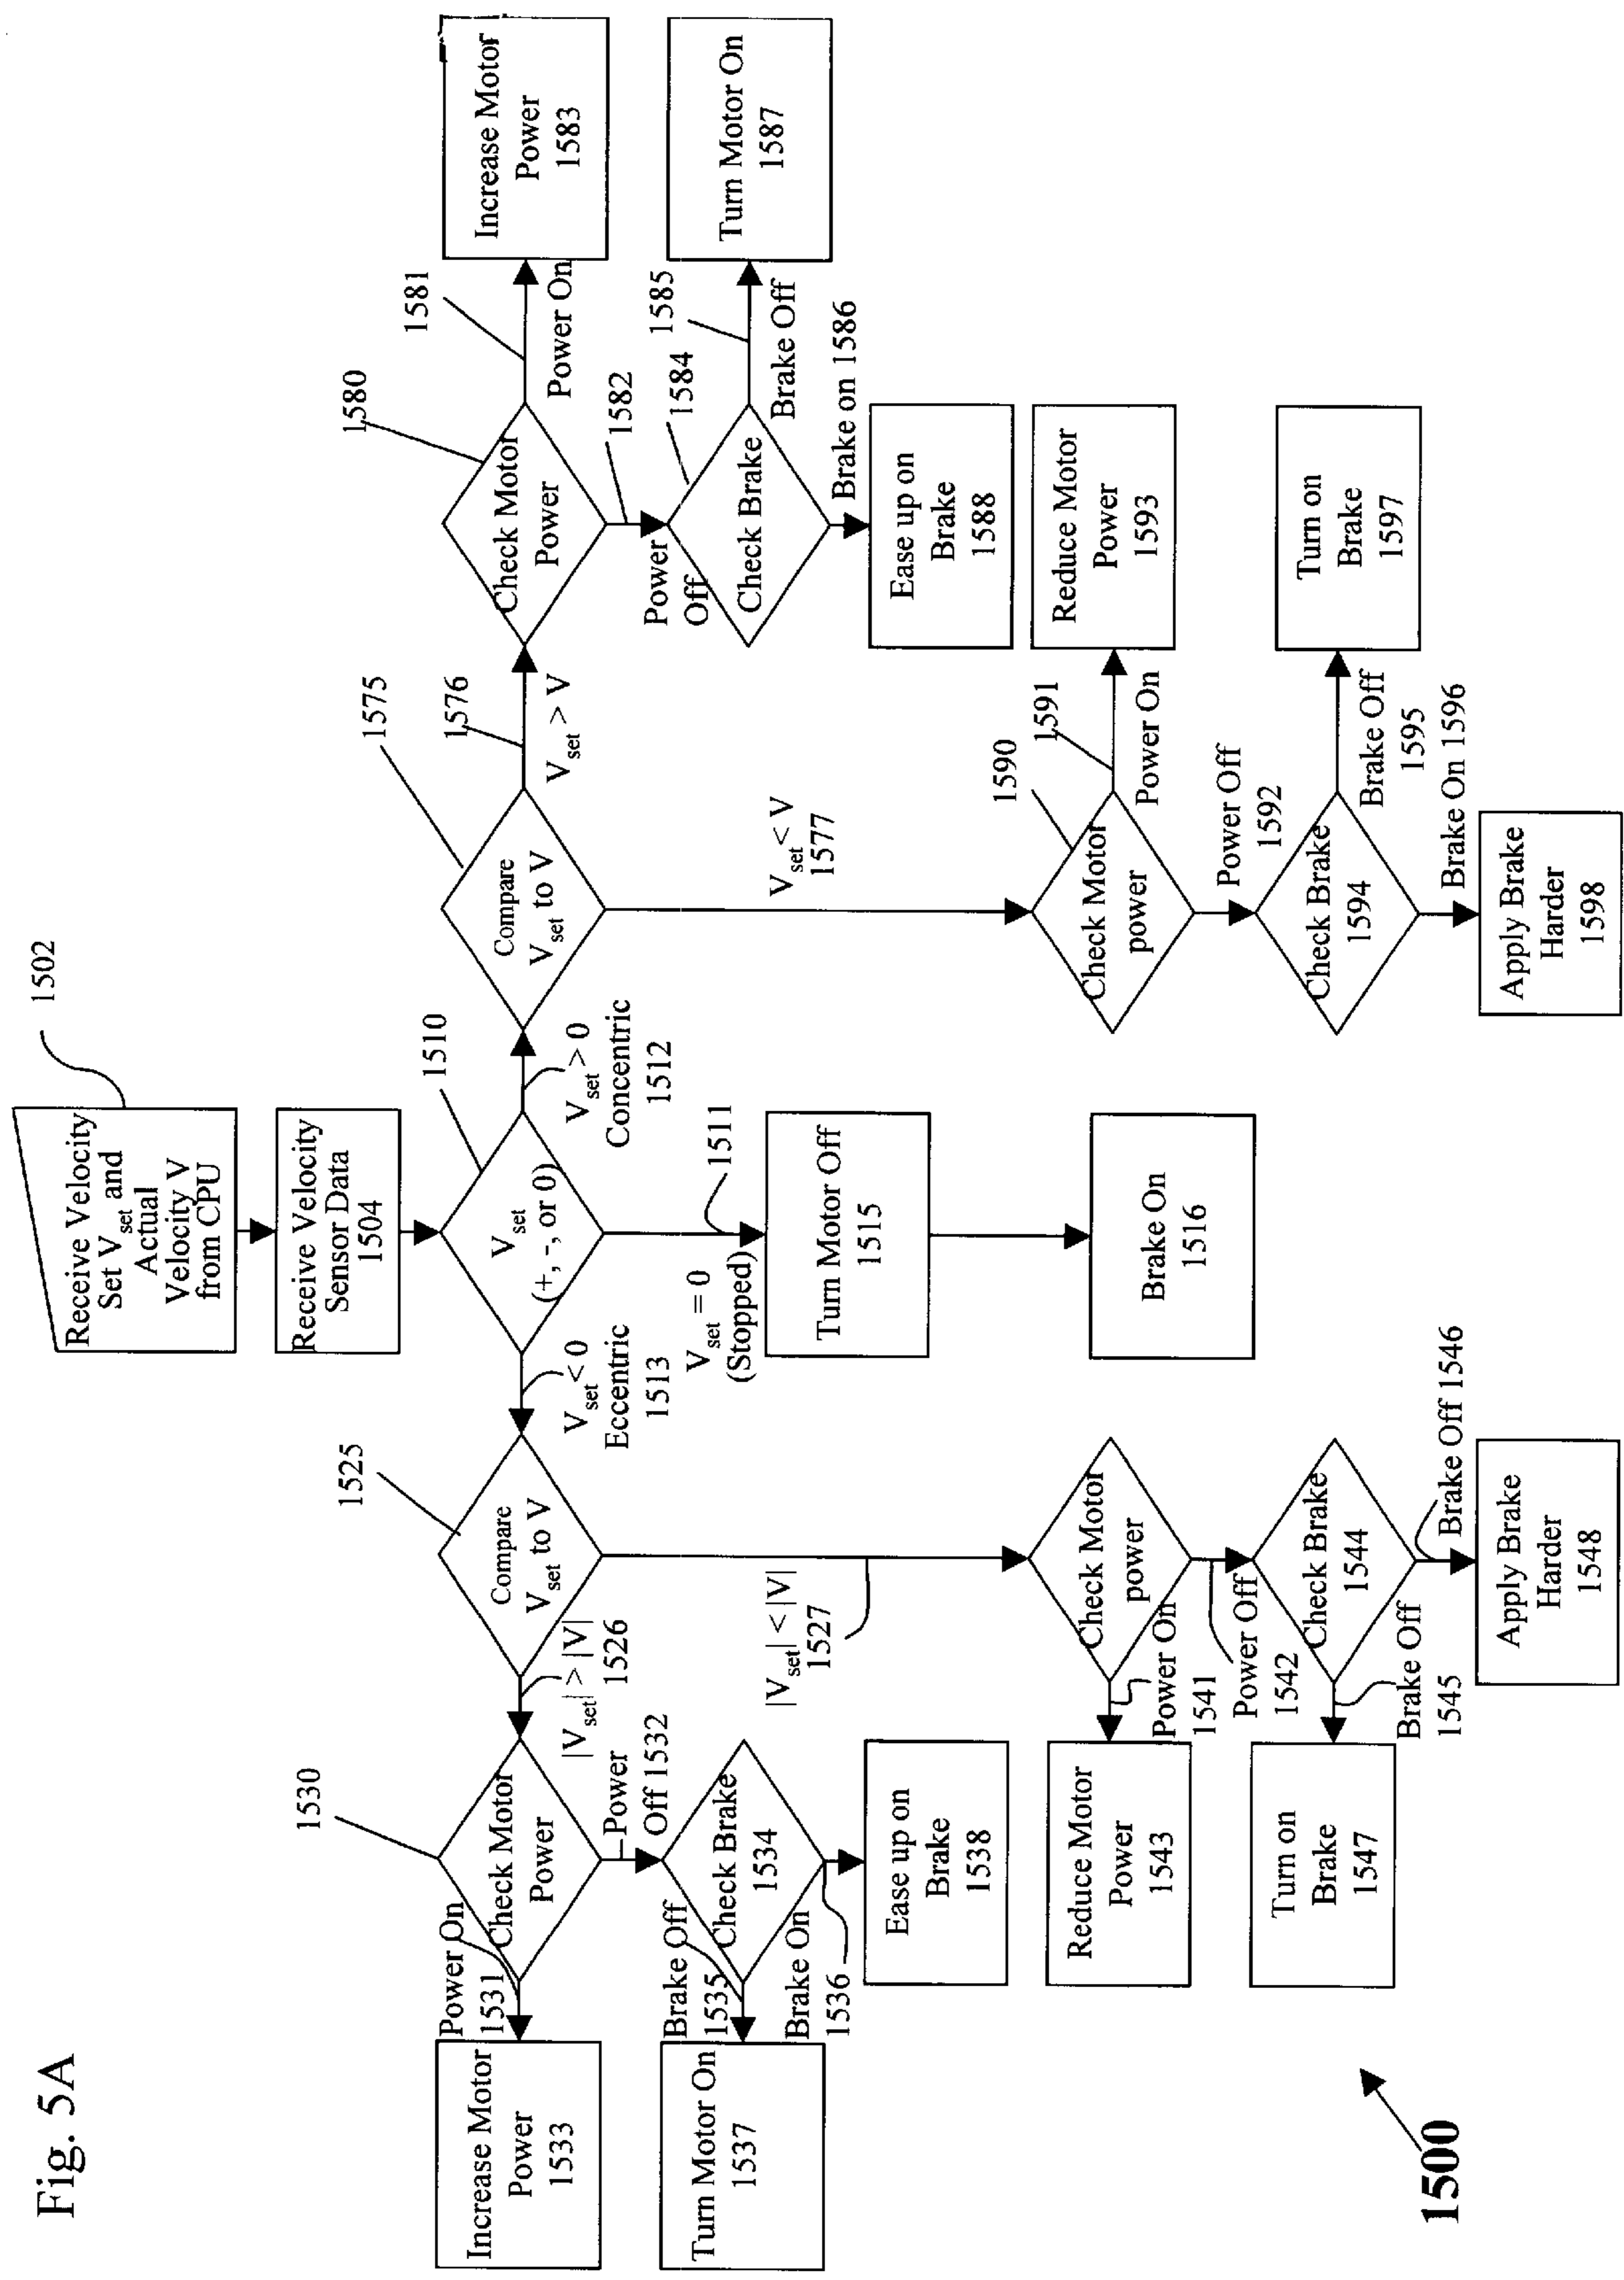 Fig. 5A
Receive Velocity
Set Vset and
Actual
Velocity V
from CPU
1502
Receive Velocity
Sensor Data
1504
Vset
(+, -, or 0)
1510
Vset < 0
Eccentric
1513
Vset = 0
(Stopped)
1511
Vset > 0
Concentric
1512
Turn Motor Off
1515
Brake On
1516
Compare
Vset to V
1525
|Vset| > |V|
1526
|Vset| < |V|
1527
Check Motor
Power
1530
Power On
1531
Increase Motor
Power
1533
Power
Off 1532
Check Brake
1534
Brake Off
1535
Turn Motor On
1537
Brake On
1536
Ease up on
Brake
1538
Check Motor
power
Power On
1541
Reduce Motor
Power
1543
Power Off
1542
Check Brake
1544
Brake Off
1545
Turn on
Brake
1547
Brake Off 1546
Apply Brake
Harder
1548
Compare
Vset to V
1575
Vset > V
1576
Vset < V
1577
Check Motor
Power
1580
1581
Power On
Increase Motor
Power
1583
1582
Power
Off
Check Brake
1584
1585
Brake Off
Turn Motor On
1587
Brake on 1586
Ease up on
Brake
1588
Check Motor
power
1590
1591
Power On
Reduce Motor
Power
1593
Power Off
1592
Check Brake
1594
Brake Off
1595
Turn on
Brake
1597
Brake On 1596
Apply Brake
Harder
1598
1500